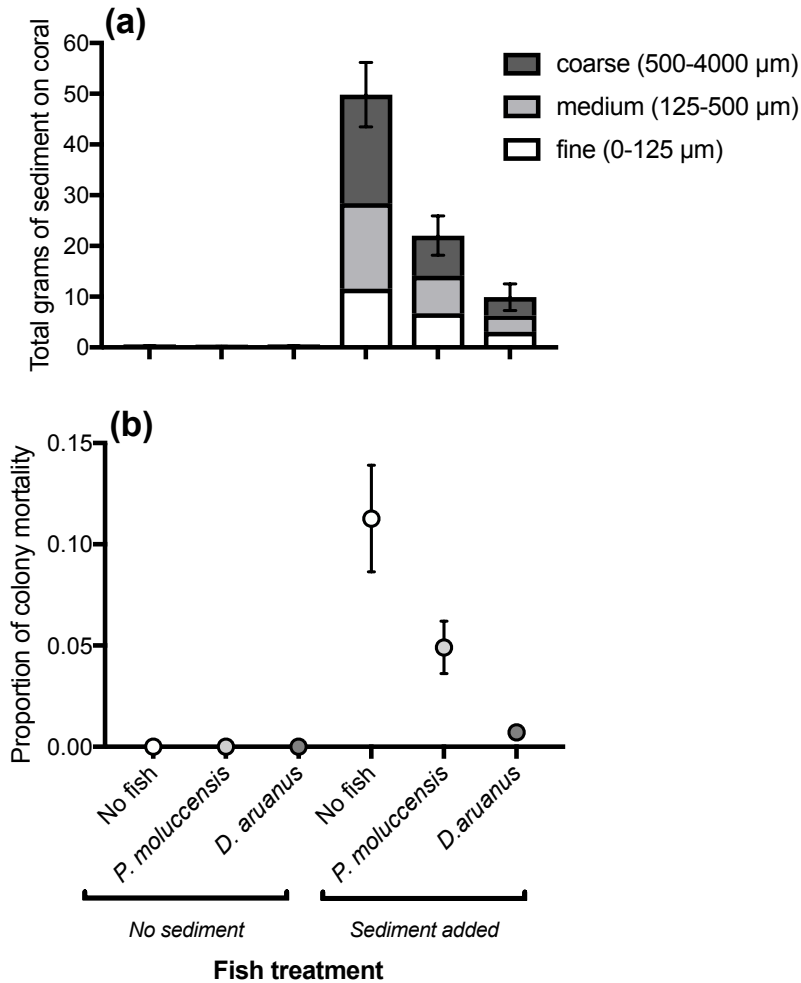 (a)
60
50
40
30
20
10
0
Total grams of sediment on coral
coarse (500-4000 µm)
medium (125-500 µm)
fine (0-125 µm)
(b)
0.15
0.10
0.05
0.00
Proportion of colony mortality
No fish
P. moluccensis
D. aruanus
No fish
P. moluccensis
D.aruanus
No sediment
Sediment added
Fish treatment